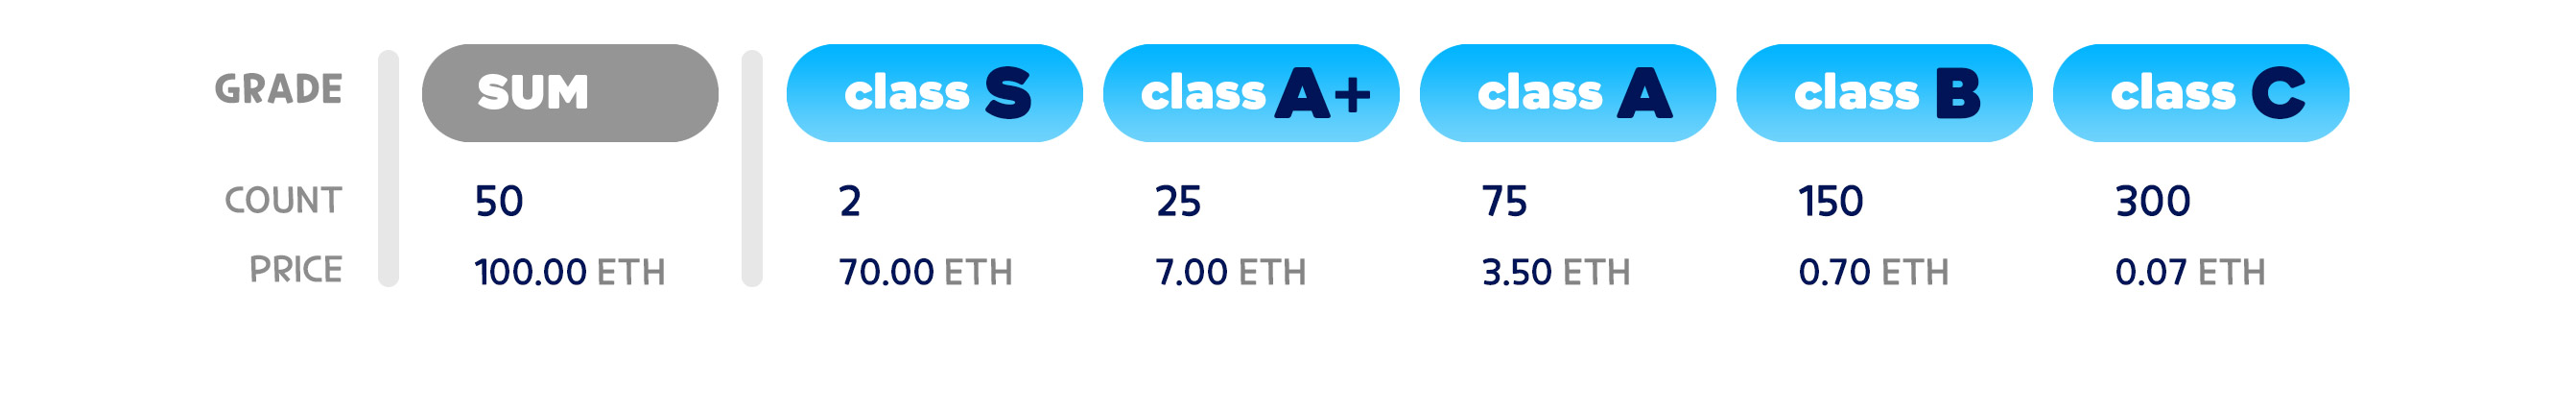 GRADE SUM class S class A+ class A class B class C
COUNT 50 2 25 75 150 300
PRICE 100.00 ETH 70.00 ETH 7.00 ETH 3.50 ETH 0.70 ETH 0.07 ETH